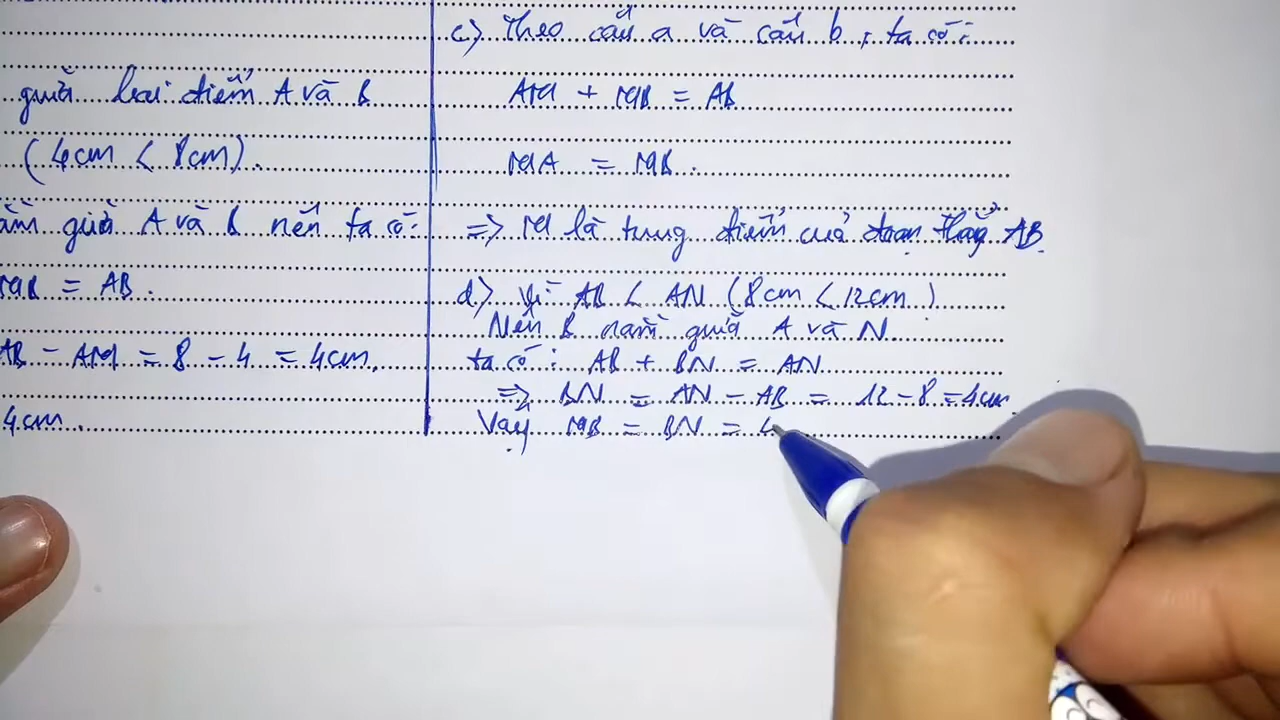 giữa hai điểm A và B
(4cm < 8cm).
ằm giữa A và B nên ta có:
MB = AB.
AB - AM = 8 - 4 = 4cm.
4cm.
c) Theo câu a và câu b, ta có:
AM + MB = AB
MA = MB.
=> M là trung điểm của đoạn thẳng AB.
d) Vì AB < AN (8cm < 12cm)
Nên B nằm giữa A và N.
ta có: AB + BN = AN
=> BN = AN - AB = 12 - 8 = 4cm.
Vậy MB = BN = 4